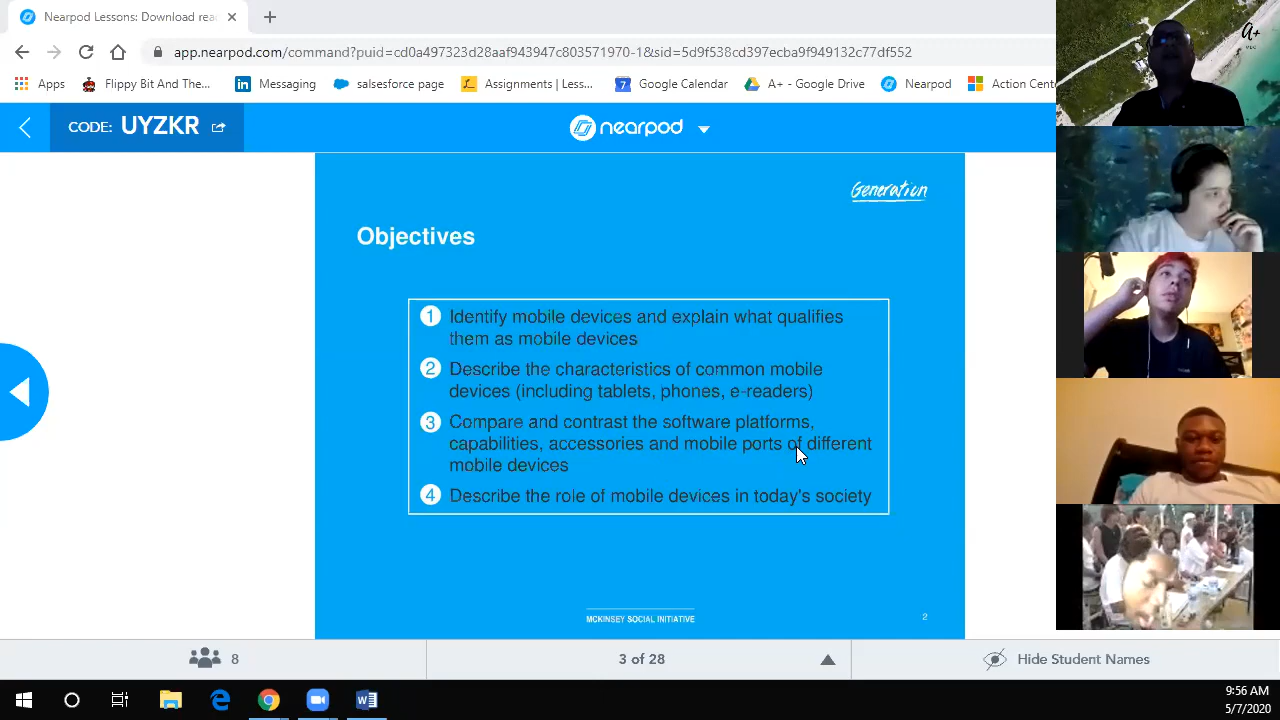 Nearpod Lessons: Download rea
app.nearpod.com/command?puid=cd0a497323d28aaf943947c803571970-1&sid=5d9f538cd397ecba9f949132c77df552
Apps Flippy Bit And The... Messaging salsesforce page Assignments | Less... Google Calendar A+ - Google Drive Nearpod Action Cent
CODE: UYZKR
nearpod
Generation
Objectives
1 Identify mobile devices and explain what qualifies
them as mobile devices
2 Describe the characteristics of common mobile
devices (including tablets, phones, e-readers)
3 Compare and contrast the software platforms,
capabilities, accessories and mobile ports of different
mobile devices
4 Describe the role of mobile devices in today's society
MCKINSEY SOCIAL INITIATIVE
2
8
3 of 28
Hide Student Names
9:56 AM
5/7/2020
A+